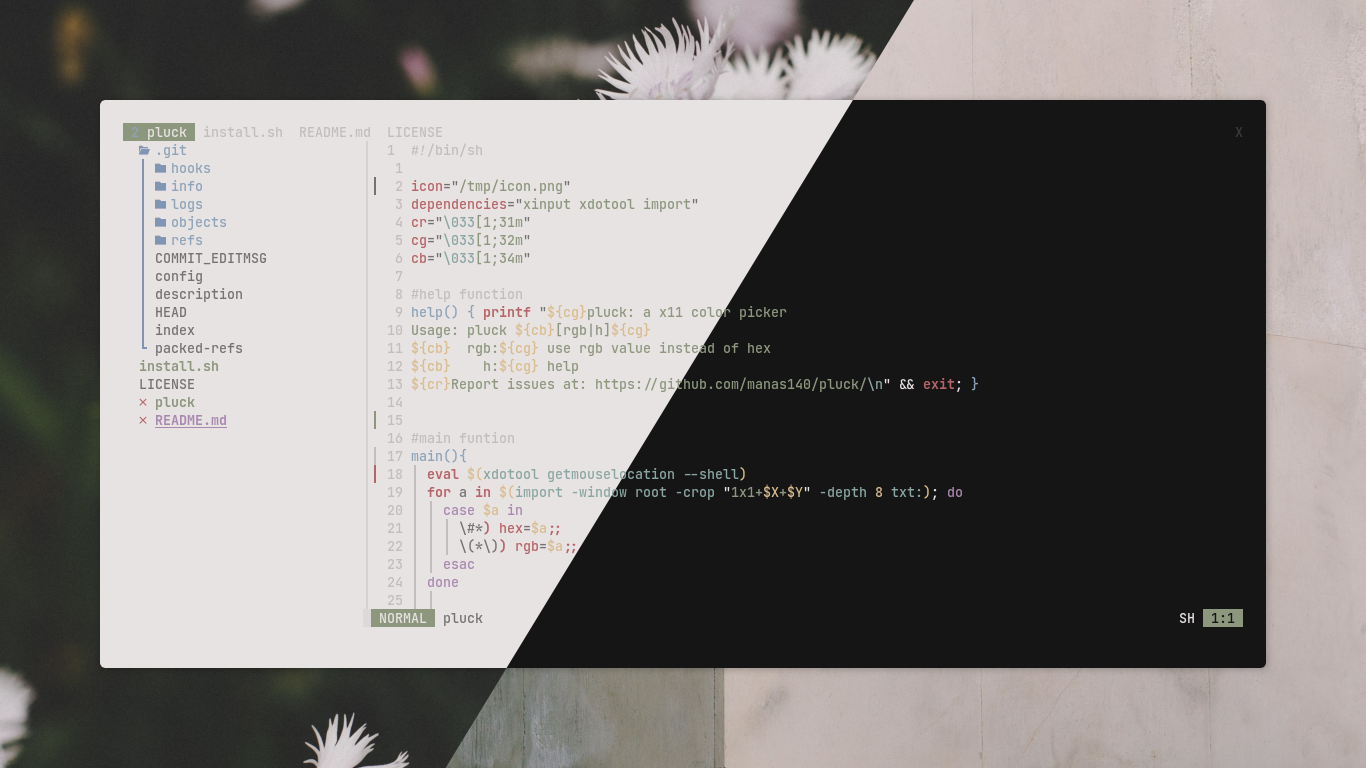 2 pluck install.sh README.md LICENSE X
.git
hooks
info
logs
objects
refs
COMMIT_EDITMSG
config
description
HEAD
index
packed-refs
install.sh
LICENSE
× pluck
× README.md
1 #!/bin/sh
1
2 icon="/tmp/icon.png"
3 dependencies="xinput xdotool import"
4 cr="\033[1;31m"
5 cg="\033[1;32m"
6 cb="\033[1;34m"
7
8 #help function
9 help() { printf "${cg}pluck: a x11 color picker
10 Usage: pluck ${cb}[rgb|h]${cg}
11 ${cb}  rgb:${cg} use rgb value instead of hex
12 ${cb}    h:${cg} help
13 ${cr}Report issues at: https://github.com/manas140/pluck/\n" && exit; }
14
15
16 #main funtion
17 main(){
18   eval $(xdotool getmouselocation --shell)
19   for a in $(import -window root -crop "1x1+$X+$Y" -depth 8 txt:); do
20     case $a in
21       \#*) hex=$a;;
22       \(*\)) rgb=$a;;
23     esac
24   done
25
NORMAL pluck SH 1:1